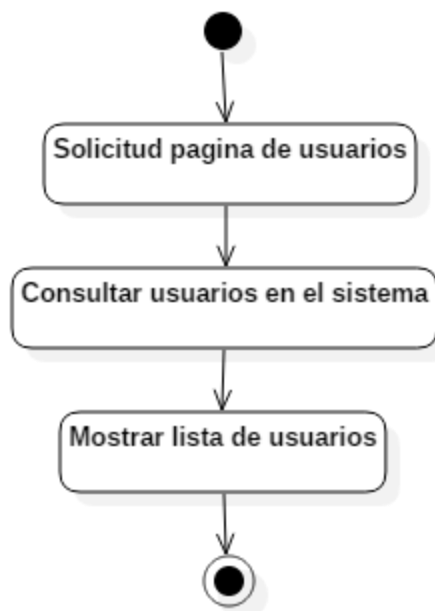 Solicitud pagina de usuarios
Consultar usuarios en el sistema
Mostrar lista de usuarios